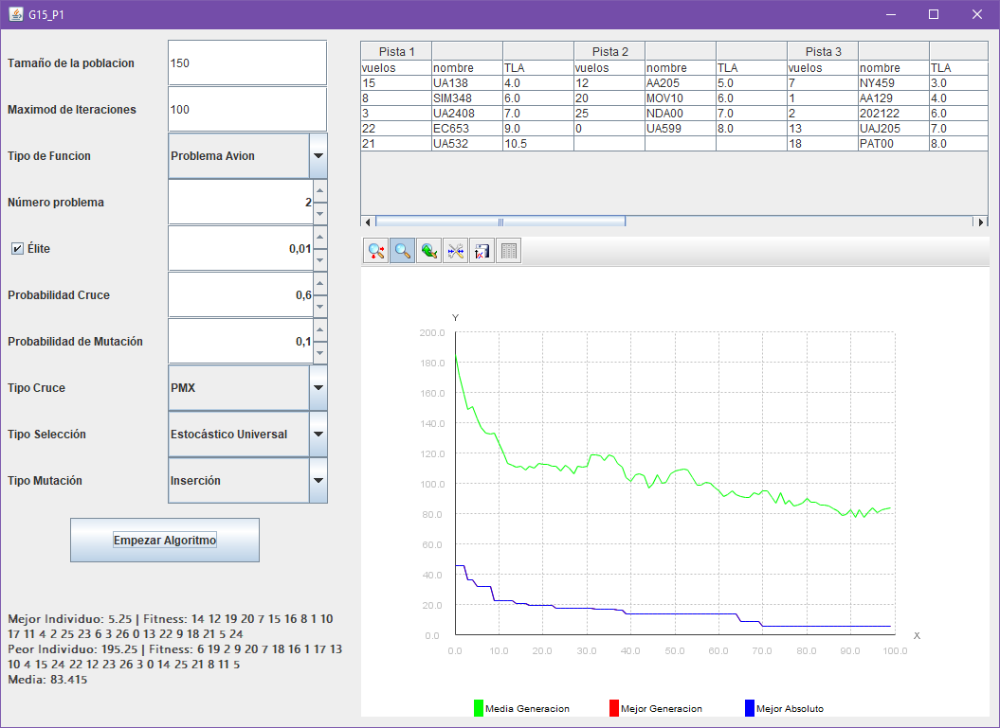 G15_P1
Tamaño de la poblacion 150
Maximod de Iteraciones 100
Tipo de Funcion Problema Avion
Número problema 2
Élite 0,01
Probabilidad Cruce 0,6
Probabilidad de Mutación 0,1
Tipo Cruce PMX
Tipo Selección Estocástico Universal
Tipo Mutación Inserción
Empezar Algoritmo
Mejor Individuo: 5.25 | Fitness: 14 12 19 20 7 15 16 8 1 10
17 11 4 2 25 23 6 3 26 0 13 22 9 18 21 5 24
Peor Individuo: 195.25 | Fitness: 6 19 2 9 20 7 18 16 1 17 13
10 4 15 24 22 12 23 26 3 0 14 25 21 8 11 5
Media: 83.415
Pista 1 Pista 2 Pista 3
vuelos nombre TLA vuelos nombre TLA vuelos nombre TLA
15 UA138 4.0 12 AA205 5.0 7 NY459 3.0
8 SIM348 6.0 20 MOV10 6.0 1 AA129 4.0
3 UA2408 7.0 25 NDA00 7.0 2 202122 6.0
22 EC653 9.0 0 UA599 8.0 13 UAJ205 7.0
21 UA532 10.5 18 PAT00 8.0
Y
200.0
180.0
160.0
140.0
120.0
100.0
80.0
60.0
40.0
20.0
0.0
X
0.0 10.0 20.0 30.0 40.0 50.0 60.0 70.0 80.0 90.0 100.0
Media Generacion Mejor Generacion Mejor Absoluto